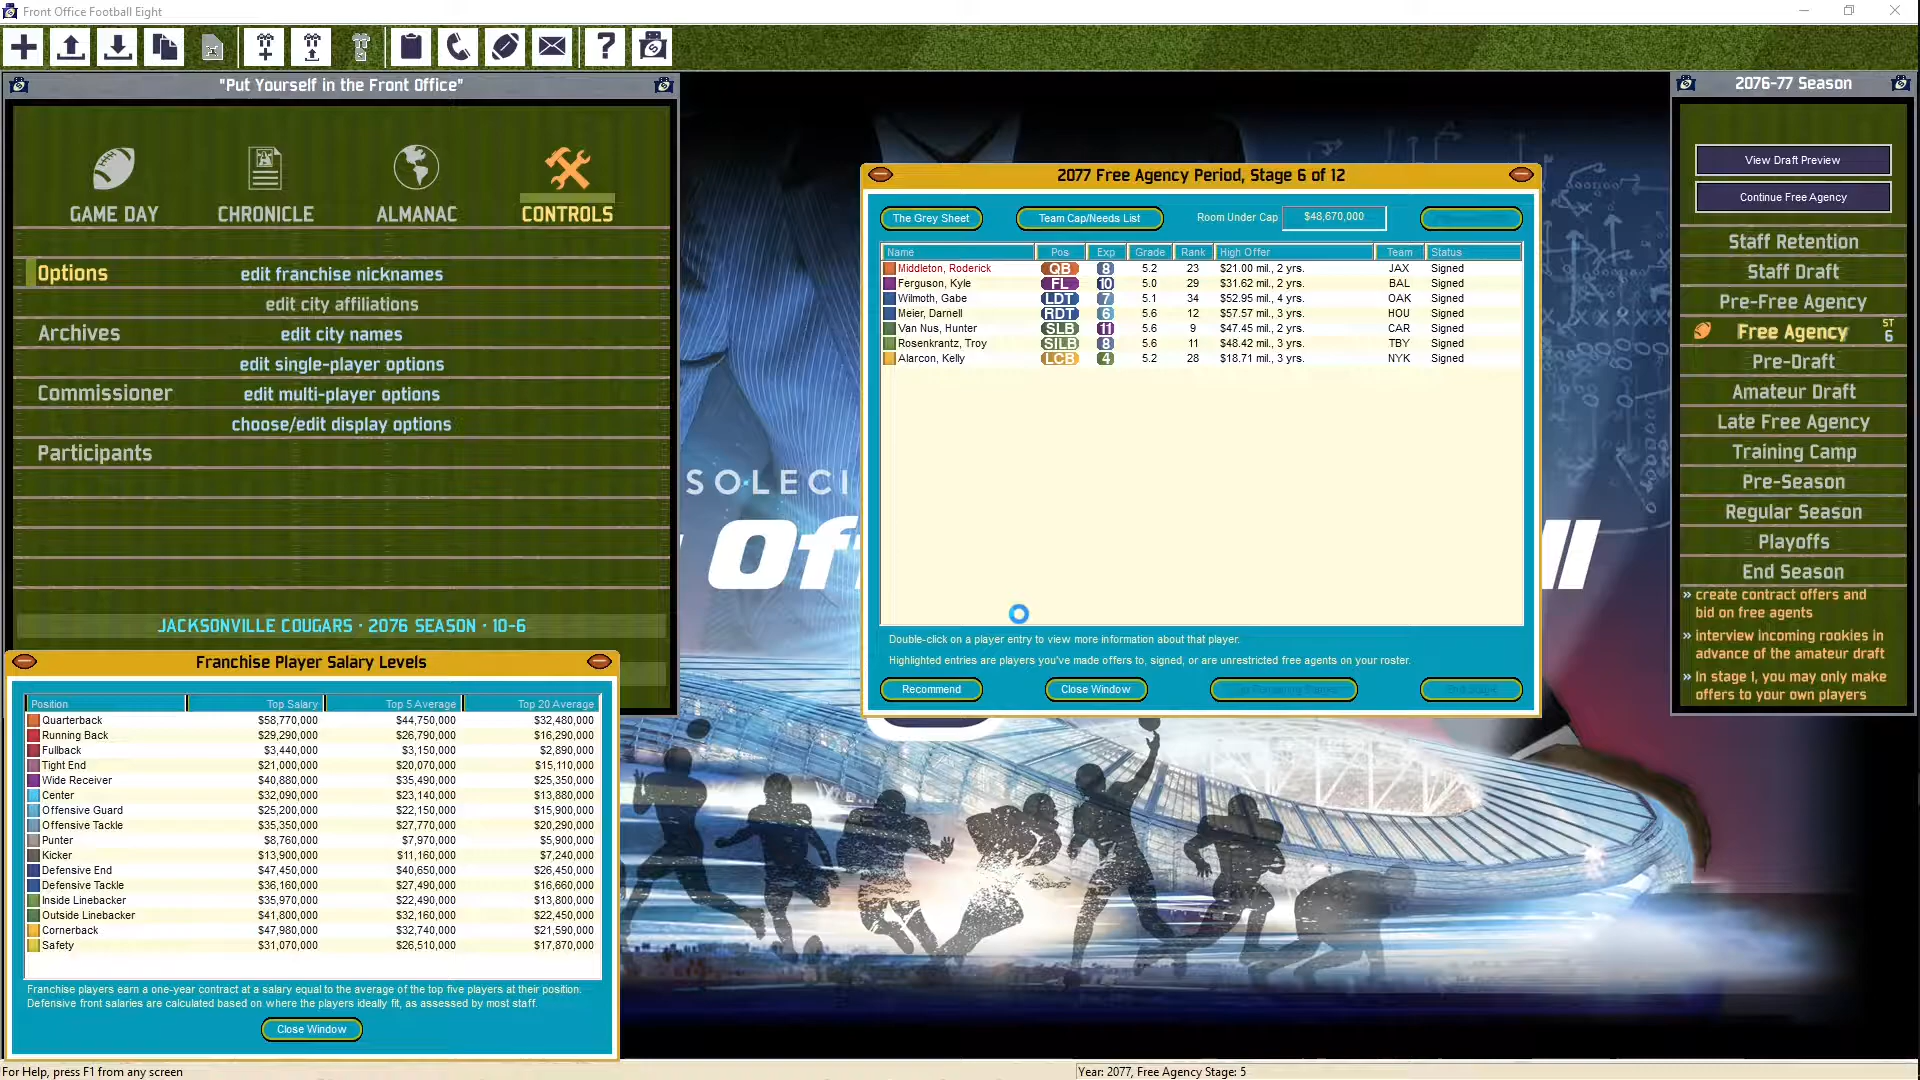 Front Office Football Eight
"Put Yourself in the Front Office"
GAME DAY
CHRONICLE
ALMANAC
CONTROLS
Options
edit franchise nicknames
edit city affiliations
Archives
edit city names
edit single-player options
Commissioner
edit multi-player options
choose/edit display options
Participants
JACKSONVILLE COUGARS · 2076 SEASON · 10-6
Franchise Player Salary Levels
Position Top Salary Top 5 Average Top 20 Average
Quarterback $58,770,000 $44,750,000 $32,480,000
Running Back $29,290,000 $26,790,000 $16,290,000
Fullback $3,440,000 $3,150,000 $2,890,000
Tight End $21,000,000 $20,070,000 $15,110,000
Wide Receiver $40,880,000 $35,490,000 $25,350,000
Center $32,090,000 $23,140,000 $13,880,000
Offensive Guard $25,200,000 $22,150,000 $15,900,000
Offensive Tackle $35,350,000 $27,770,000 $20,290,000
Punter $8,760,000 $7,970,000 $5,900,000
Kicker $13,900,000 $11,160,000 $7,240,000
Defensive End $47,450,000 $40,650,000 $26,450,000
Defensive Tackle $36,160,000 $27,490,000 $16,660,000
Inside Linebacker $35,970,000 $22,490,000 $13,800,000
Outside Linebacker $41,800,000 $32,160,000 $22,450,000
Cornerback $47,980,000 $32,740,000 $21,590,000
Safety $31,070,000 $26,510,000 $17,870,000
Franchise players earn a one-year contract at a salary equal to the average of the top five players at their position.
Defensive front salaries are calculated based on where the players ideally fit, as assessed by most staff.
Close Window
SOLECI
Of
ll
2077 Free Agency Period, Stage 6 of 12
The Grey Sheet
Team Cap/Needs List
Room Under Cap $48,670,000
Name Pos Exp Grade Rank High Offer Team Status
Middleton, Roderick QB 8 5.2 23 $21.00 mil., 2 yrs. JAX Signed
Ferguson, Kyle FL 10 5.0 29 $31.62 mil., 2 yrs. BAL Signed
Wilmoth, Gabe LDT 7 5.1 34 $52.95 mil., 4 yrs. OAK Signed
Meier, Darnell RDT 6 5.6 12 $57.57 mil., 3 yrs. HOU Signed
Van Nus, Hunter SLB 11 5.6 9 $47.45 mil., 2 yrs. CAR Signed
Rosenkrantz, Troy SILB 8 5.6 11 $48.42 mil., 3 yrs. TBY Signed
Alarcon, Kelly LCB 4 5.2 28 $18.71 mil., 3 yrs. NYK Signed
Double-click on a player entry to view more information about that player.
Highlighted entries are players you've made offers to, signed, or are unrestricted free agents on your roster.
Recommend
Close Window
2076-77 Season
View Draft Preview
Continue Free Agency
Staff Retention
Staff Draft
Pre-Free Agency
Free Agency ST 6
Pre-Draft
Amateur Draft
Late Free Agency
Training Camp
Pre-Season
Regular Season
Playoffs
End Season
» create contract offers and
bid on free agents
» interview incoming rookies in
advance of the amateur draft
» In stage 1, you may only make
offers to your own players
For Help, press F1 from any screen
Year: 2077, Free Agency Stage: 5